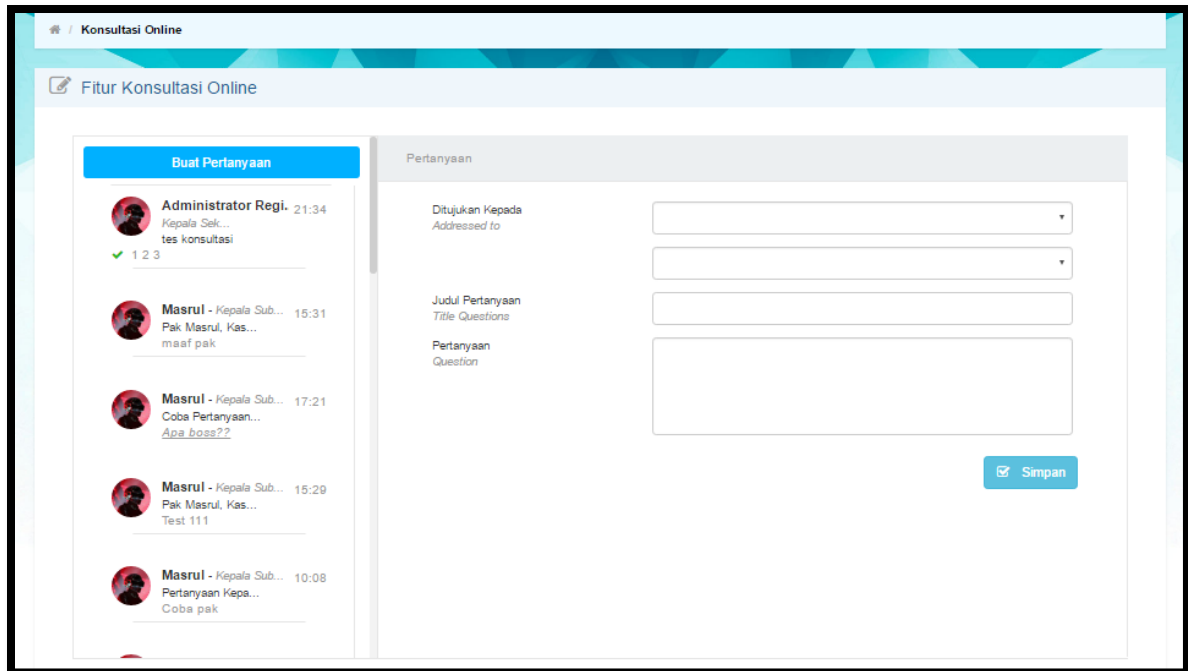 / Konsultasi Online
Fitur Konsultasi Online
Buat Pertanyaan
Administrator Regi. 21:34
Kepala Sek...
tes konsultasi
1 2 3
Masrul - Kepala Sub... 15:31
Pak Masrul, Kas...
maaf pak
Masrul - Kepala Sub... 17:21
Coba Pertanyaan...
Apa boss??
Masrul - Kepala Sub... 15:29
Pak Masrul, Kas...
Test 111
Masrul - Kepala Sub... 10:08
Pertanyaan Kepa...
Coba pak
Pertanyaan
Ditujukan Kepada
Addressed to
Judul Pertanyaan
Title Questions
Pertanyaan
Question
Simpan